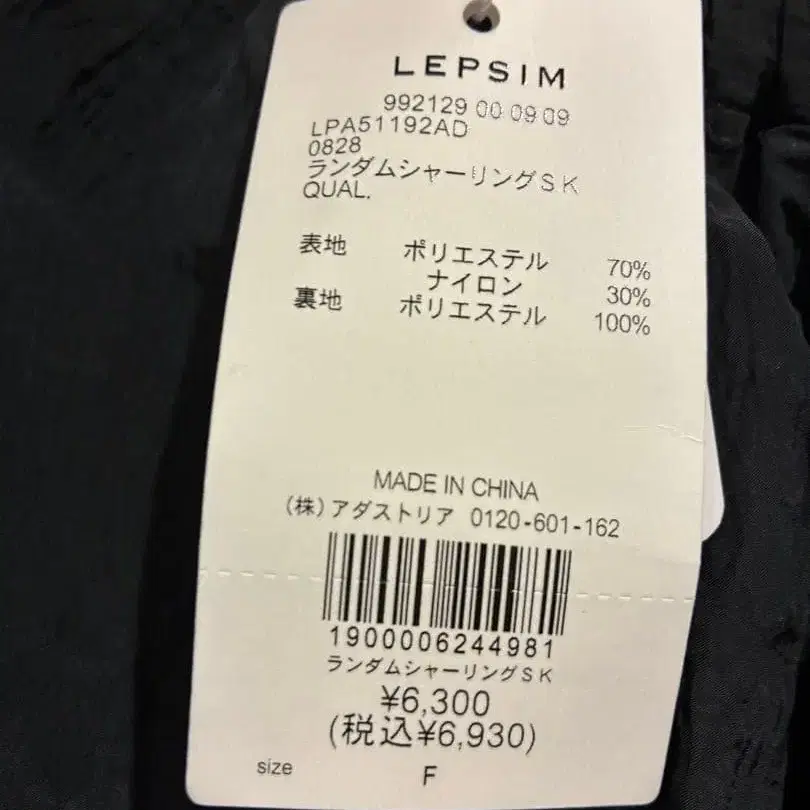 LEPSIM
992129 00 09 09
LPA51192AD
0828
ランダムシャーリングSK
QUAL.
表地 ポリエステル 70%
ナイロン 30%
裏地 ポリエステル 100%
MADE IN CHINA
(株)アダストリア 0120-601-162
1900006244981
ランダムシャーリングSK
¥6,300
(税込¥6,930)
size F